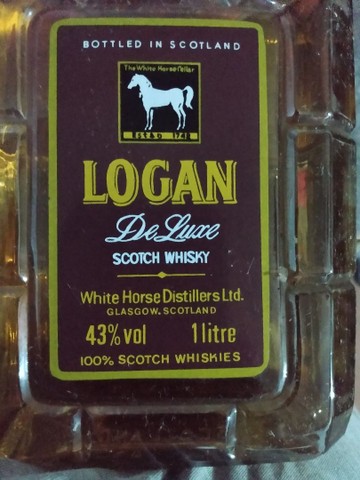 BOTTLED IN SCOTLAND
The White Horse Cellar
Estd 1742
LOGAN
De Luxe
SCOTCH WHISKY
White Horse Distillers Ltd.
GLASGOW, SCOTLAND
43% vol 1 litre
100% SCOTCH WHISKIES